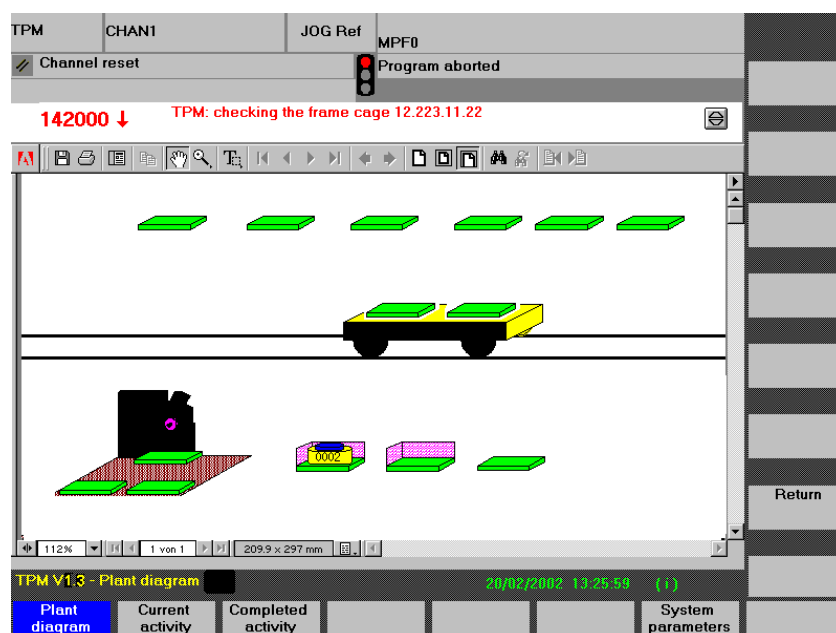 TPM
CHAN1
JOG Ref
MPF0
Channel reset
Program aborted
142000 ↓
TPM: checking the frame cage 12.223.11.22
0002
Return
112%
1 von 1
209.9 x 297 mm
TPM V1.3 - Plant diagram
20/02/2002 13:25:59 (i)
Plant diagram
Current activity
Completed activity
System parameters